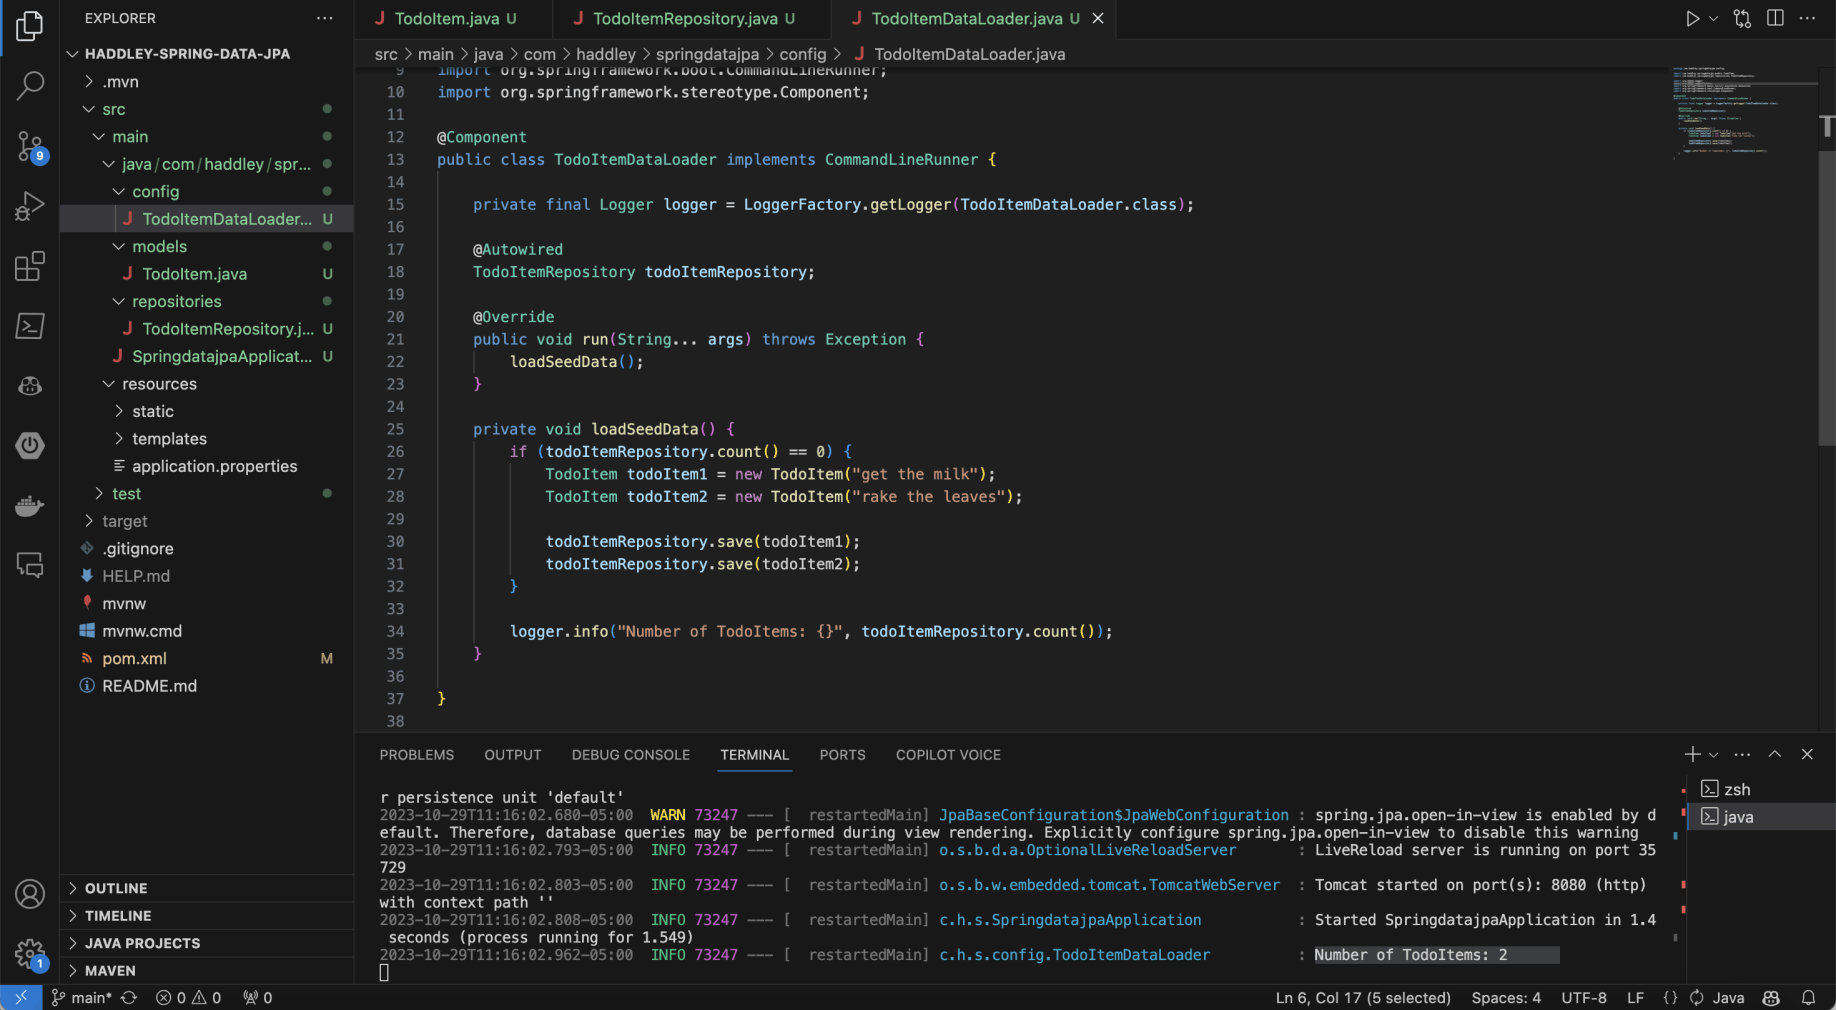 EXPLORER
HADDLEY-SPRING-DATA-JPA
.mvn
src
main
java/com/haddley/spr...
config
TodoItemDataLoader... U
models
TodoItem.java U
repositories
TodoItemRepository.j... U
SpringdatajpaApplicat... U
resources
static
templates
application.properties
test
target
.gitignore
HELP.md
mvnw
mvnw.cmd
pom.xml M
README.md
OUTLINE
TIMELINE
JAVA PROJECTS
MAVEN
9
1
TodoItem.java U
TodoItemRepository.java U
TodoItemDataLoader.java U
src > main > java > com > haddley > springdatajpa > config > TodoItemDataLoader.java
9 import org.springframework.boot.CommandLineRunner;
10 import org.springframework.stereotype.Component;
11
12 @Component
13 public class TodoItemDataLoader implements CommandLineRunner {
14
15 private final Logger logger = LoggerFactory.getLogger(TodoItemDataLoader.class);
16
17 @Autowired
18 TodoItemRepository todoItemRepository;
19
20 @Override
21 public void run(String... args) throws Exception {
22 loadSeedData();
23 }
24
25 private void loadSeedData() {
26 if (todoItemRepository.count() == 0) {
27 TodoItem todoItem1 = new TodoItem("get the milk");
28 TodoItem todoItem2 = new TodoItem("rake the leaves");
29
30 todoItemRepository.save(todoItem1);
31 todoItemRepository.save(todoItem2);
32 }
33
34 logger.info("Number of TodoItems: {}", todoItemRepository.count());
35 }
36
37 }
38
PROBLEMS OUTPUT DEBUG CONSOLE TERMINAL PORTS COPILOT VOICE
r persistence unit 'default'
2023-10-29T11:16:02.680-05:00 WARN 73247 --- [ restartedMain] JpaBaseConfiguration$JpaWebConfiguration : spring.jpa.open-in-view is enabled by d
efault. Therefore, database queries may be performed during view rendering. Explicitly configure spring.jpa.open-in-view to disable this warning
2023-10-29T11:16:02.793-05:00 INFO 73247 --- [ restartedMain] o.s.b.d.a.OptionalLiveReloadServer : LiveReload server is running on port 35
729
2023-10-29T11:16:02.803-05:00 INFO 73247 --- [ restartedMain] o.s.b.w.embedded.tomcat.TomcatWebServer : Tomcat started on port(s): 8080 (http)
with context path ''
2023-10-29T11:16:02.808-05:00 INFO 73247 --- [ restartedMain] c.h.s.SpringdatajpaApplication : Started SpringdatajpaApplication in 1.4
seconds (process running for 1.549)
2023-10-29T11:16:02.962-05:00 INFO 73247 --- [ restartedMain] c.h.s.config.TodoItemDataLoader : Number of TodoItems: 2
zsh
java
main* 0 0 0 Ln 6, Col 17 (5 selected) Spaces: 4 UTF-8 LF {} Java